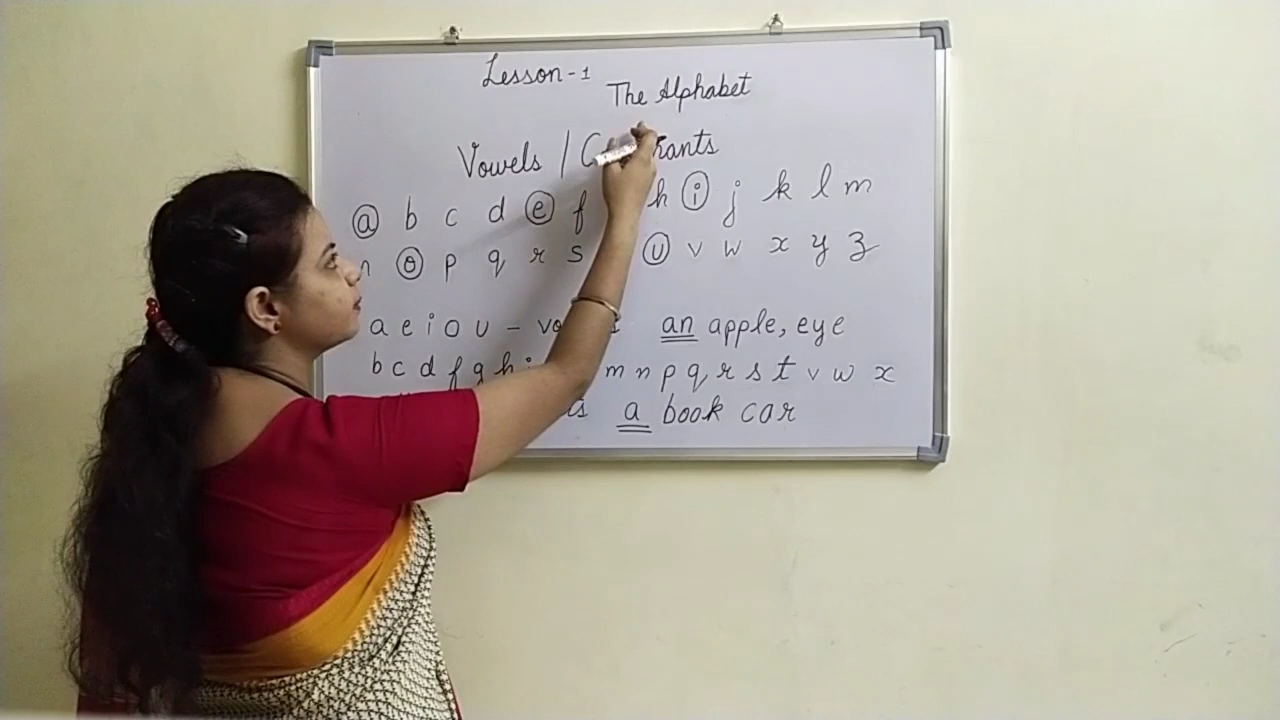 Lesson-1
The Alphabet
Vowels /
a b c d e f h i j k l m
o p q r s u v w x y z
a e i o u - an apple, eye
b c d f g h m n p q r s t v w x
a book car